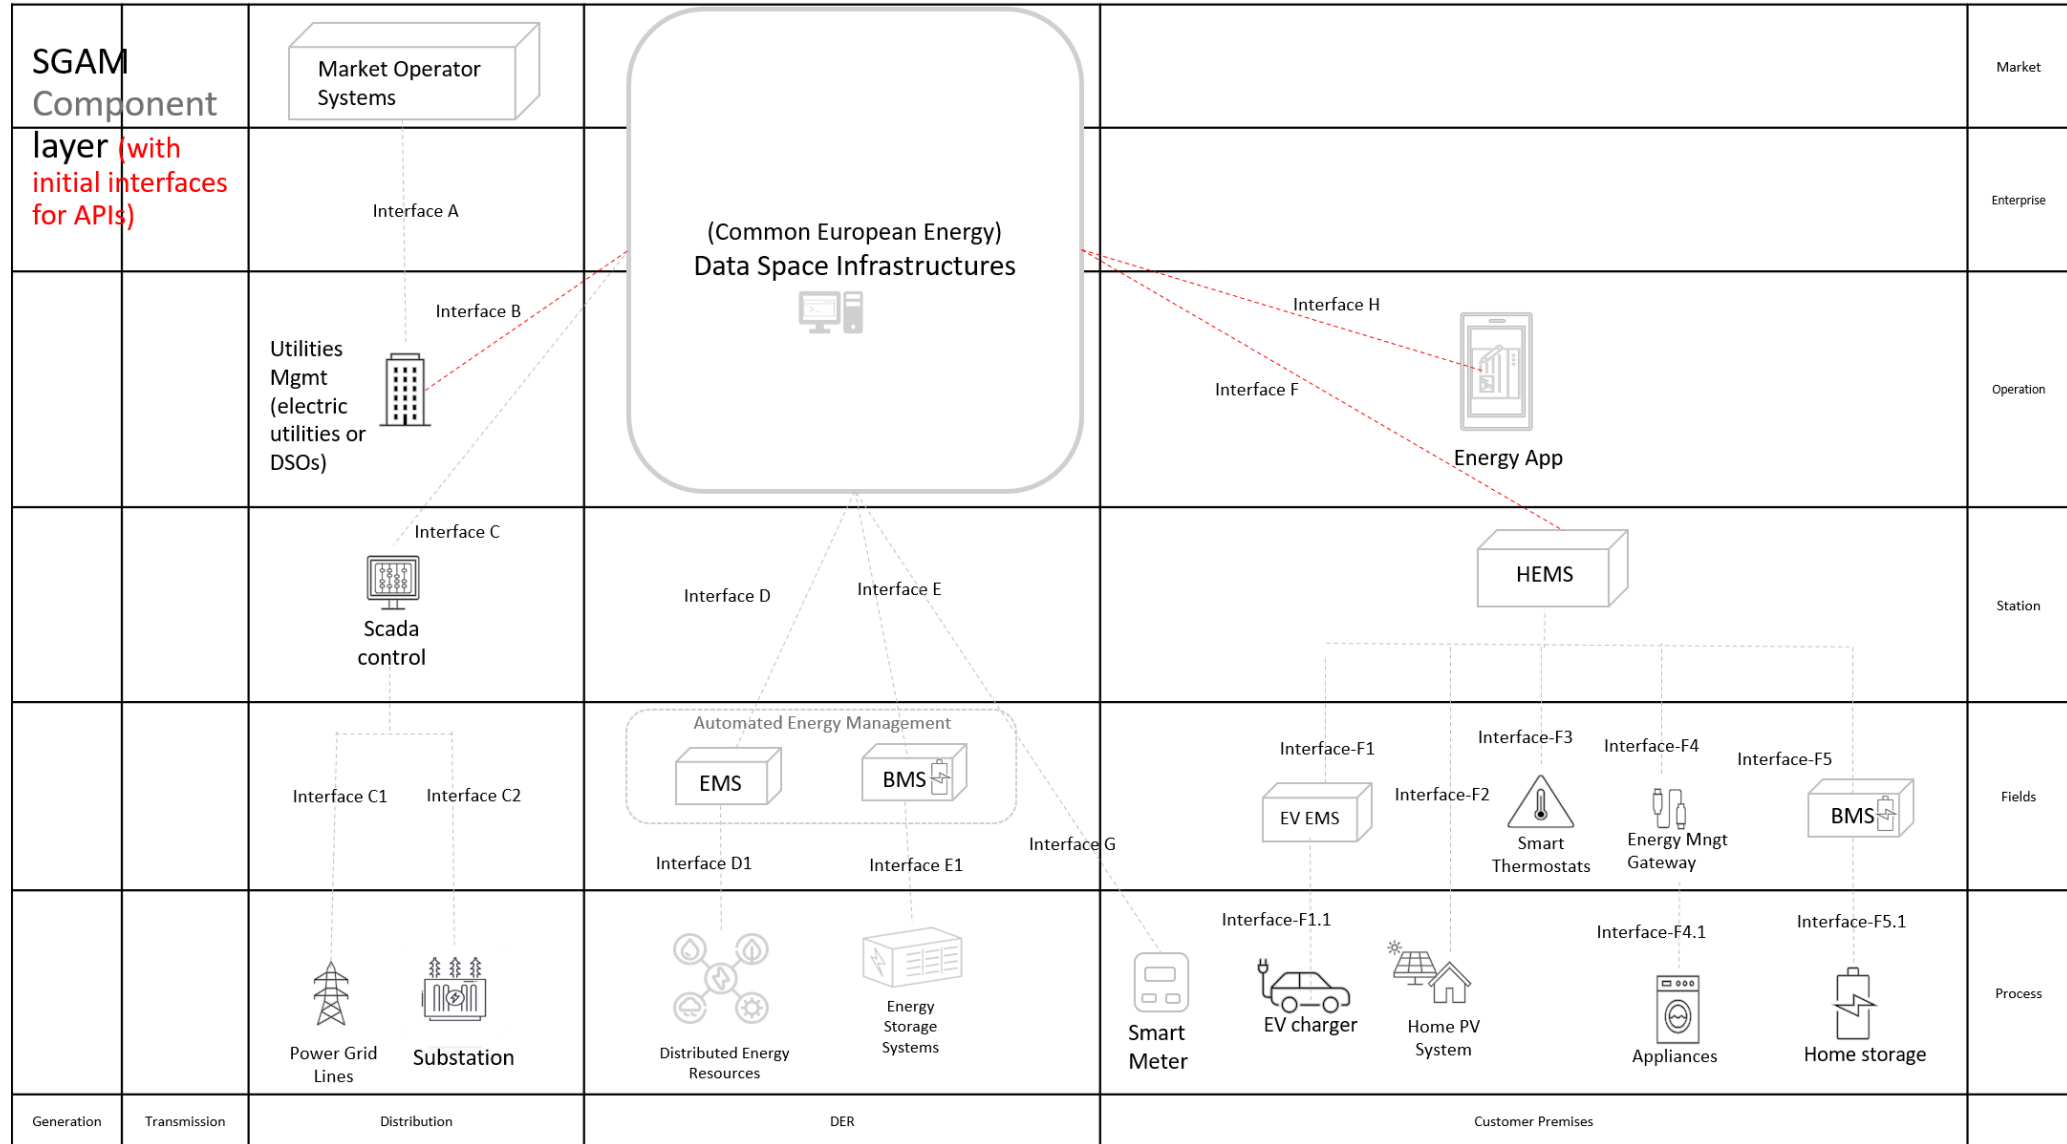 SGAM
Component
layer (with
initial interfaces
for APIs)
Market Operator
Systems
Market
Interface A
Enterprise
(Common European Energy)
Data Space Infrastructures
Interface B
Interface H
Utilities
Mgmt
(electric
utilities or
DSOs)
Interface F
Energy App
Operation
Interface C
Scada
control
Interface D
Interface E
HEMS
Station
Automated Energy Management
EMS
BMS
Interface C1
Interface C2
Interface D1
Interface E1
Interface G
Interface-F1
Interface-F2
Interface-F3
Interface-F4
Interface-F5
EV EMS
Smart
Thermostats
Energy Mngt
Gateway
BMS
Fields
Interface-F1.1
Interface-F4.1
Interface-F5.1
Power Grid
Lines
Substation
Distributed Energy
Resources
Energy
Storage
Systems
Smart
Meter
EV charger
Home PV
System
Appliances
Home storage
Process
Generation
Transmission
Distribution
DER
Customer Premises